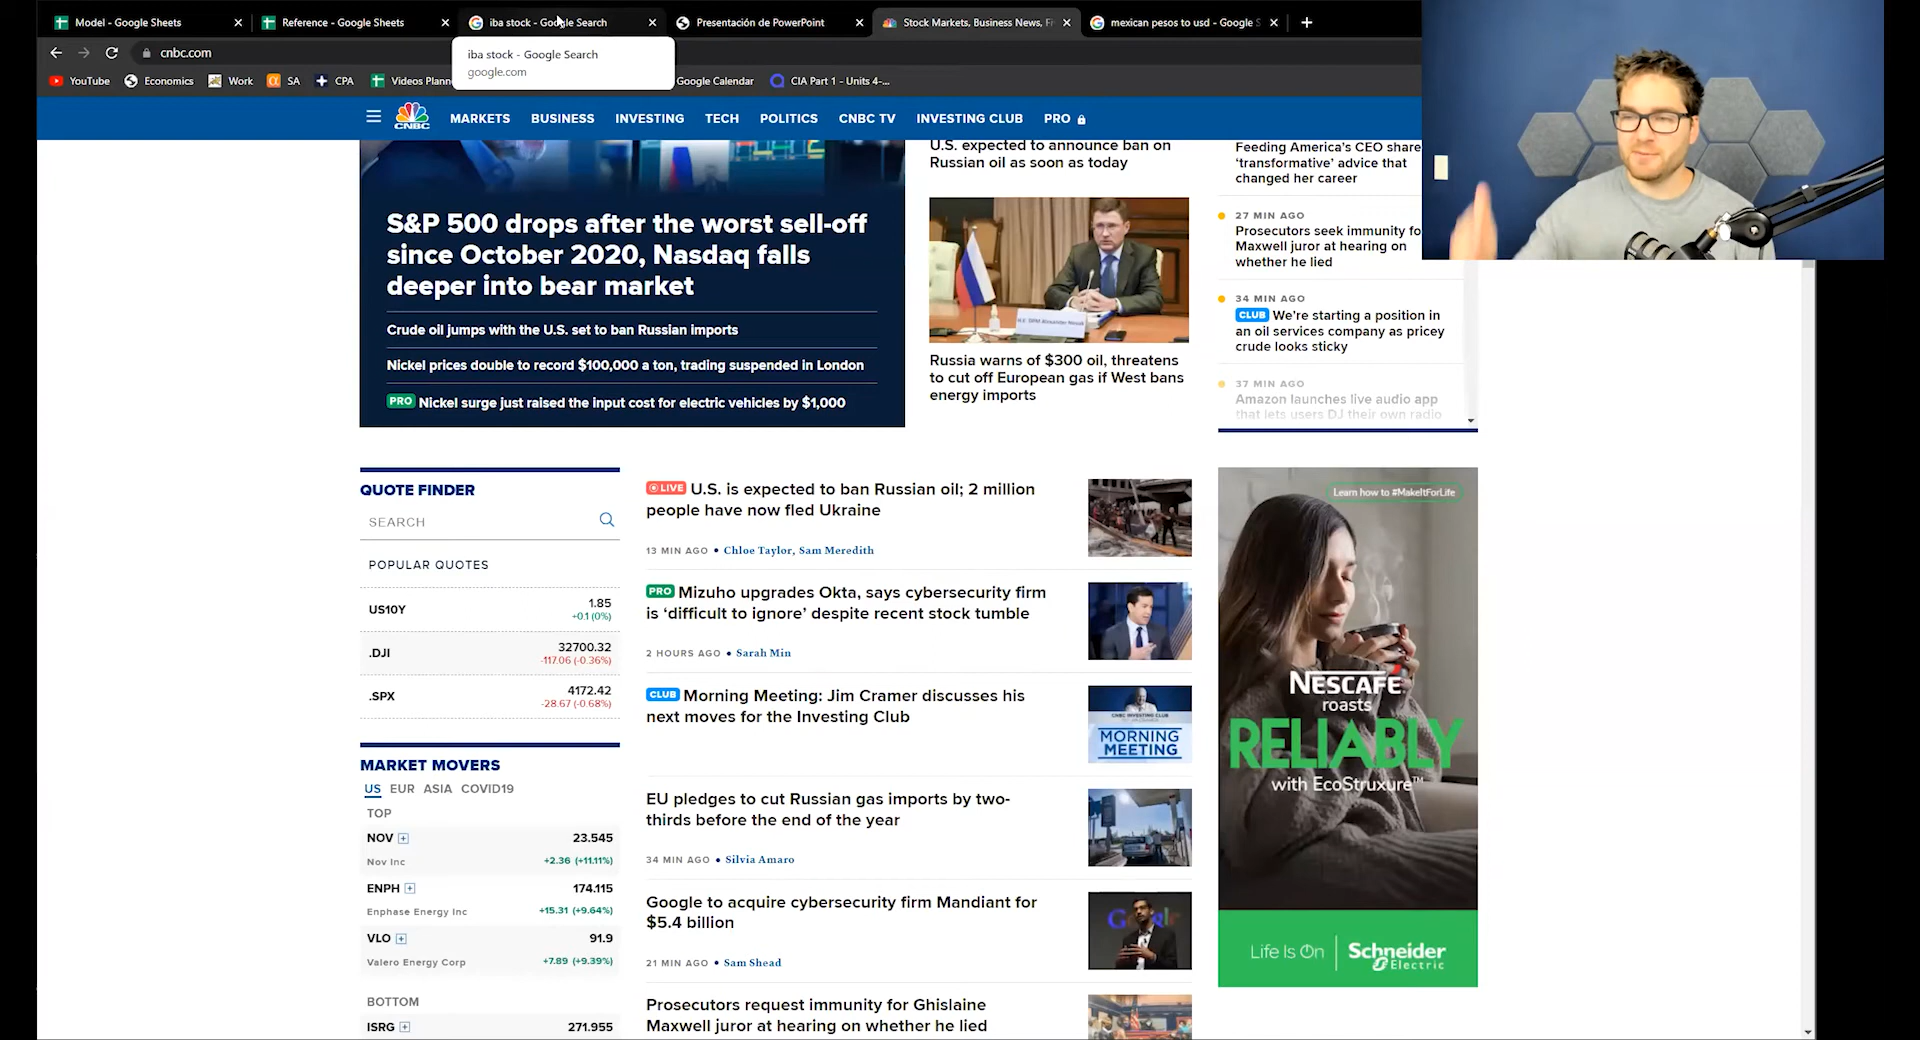 Model - Google Sheets
Reference - Google Sheets
iba stock - Google Search
Presentación de PowerPoint
Stock Markets, Business News, Fi
mexican pesos to usd - Google S
cnbc.com
iba stock - Google Search
google.com
YouTube
Economics
Work
SA
CPA
Videos Plann
Google Calendar
CIA Part 1 - Units 4-...
CNBC
MARKETS
BUSINESS
INVESTING
TECH
POLITICS
CNBC TV
INVESTING CLUB
PRO
S&P 500 drops after the worst sell-off
since October 2020, Nasdaq falls
deeper into bear market
Crude oil jumps with the U.S. set to ban Russian imports
Nickel prices double to record $100,000 a ton, trading suspended in London
PRO Nickel surge just raised the input cost for electric vehicles by $1,000
U.S. expected to announce ban on
Russian oil as soon as today
Russia warns of $300 oil, threatens
to cut off European gas if West bans
energy imports
Feeding America's CEO share
‘transformative’ advice that
changed her career
27 MIN AGO
Prosecutors seek immunity fo
Maxwell juror at hearing on
whether he lied
34 MIN AGO
CLUB We're starting a position in
an oil services company as pricey
crude looks sticky
37 MIN AGO
Amazon launches live audio app
that lets users DJ their own radio
QUOTE FINDER
SEARCH
POPULAR QUOTES
US10Y 1.85
+0.1 (0%)
.DJI 32700.32
-117.06 (-0.36%)
.SPX 4172.42
-28.67 (-0.68%)
MARKET MOVERS
US EUR ASIA COVID19
TOP
NOV 23.545
Nov Inc +2.36 (+11.11%)
ENPH 174.115
Enphase Energy Inc +15.31 (+9.64%)
VLO 91.9
Valero Energy Corp +7.89 (+9.39%)
BOTTOM
ISRG 271.955
LIVE U.S. is expected to ban Russian oil; 2 million
people have now fled Ukraine
13 MIN AGO • Chloe Taylor, Sam Meredith
PRO Mizuho upgrades Okta, says cybersecurity firm
is ‘difficult to ignore’ despite recent stock tumble
2 HOURS AGO • Sarah Min
CLUB Morning Meeting: Jim Cramer discusses his
next moves for the Investing Club
CNBC INVESTING CLUB
MORNING
MEETING
EU pledges to cut Russian gas imports by two-
thirds before the end of the year
34 MIN AGO • Silvia Amaro
Google to acquire cybersecurity firm Mandiant for
$5.4 billion
21 MIN AGO • Sam Shead
Prosecutors request immunity for Ghislaine
Maxwell juror at hearing on whether he lied
Learn how to #MakeItForLife
NESCAFÉ
roasts
RELIABLY
with EcoStruxure™
Life Is On
Schneider
Electric